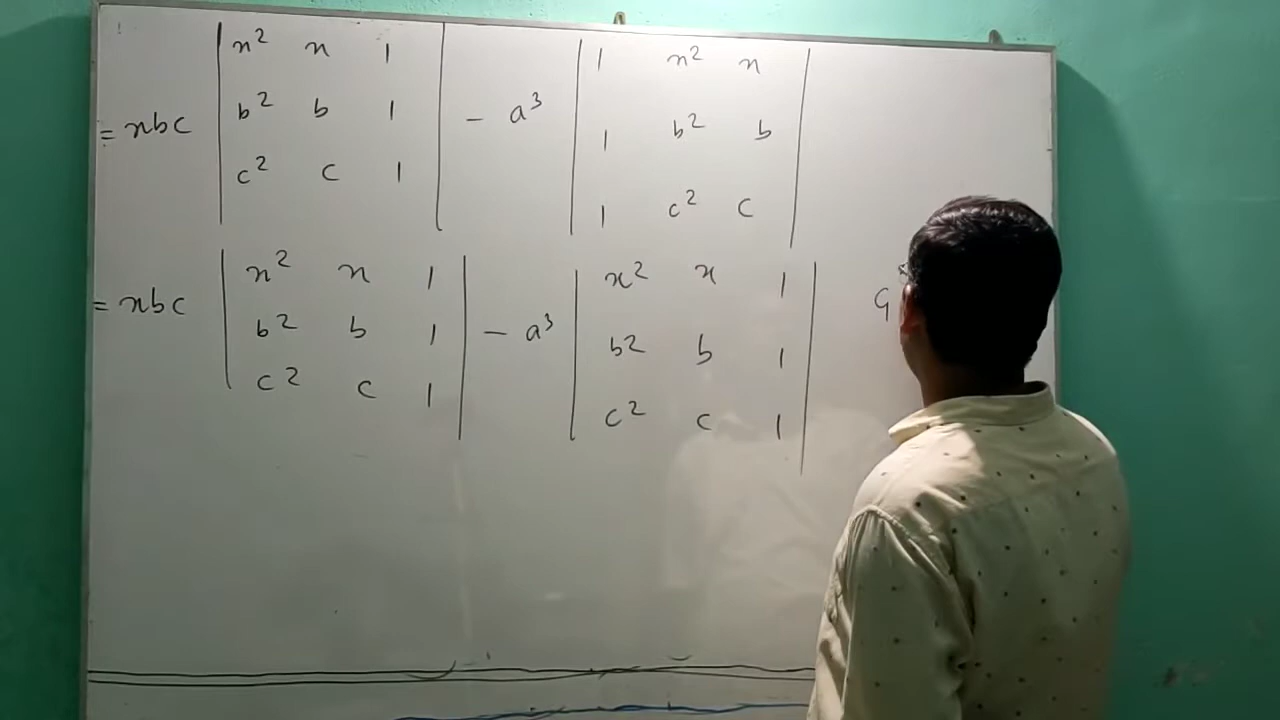 = xbc | x² x 1 | - a³ | 1 x² x |
| b² b 1 | | 1 b² b |
| c² c 1 | | 1 c² c |
= xbc | x² x 1 | - a³ | x² x 1 | C₁
| b² b 1 | | b² b 1 |
| c² c 1 | | c² c 1 |